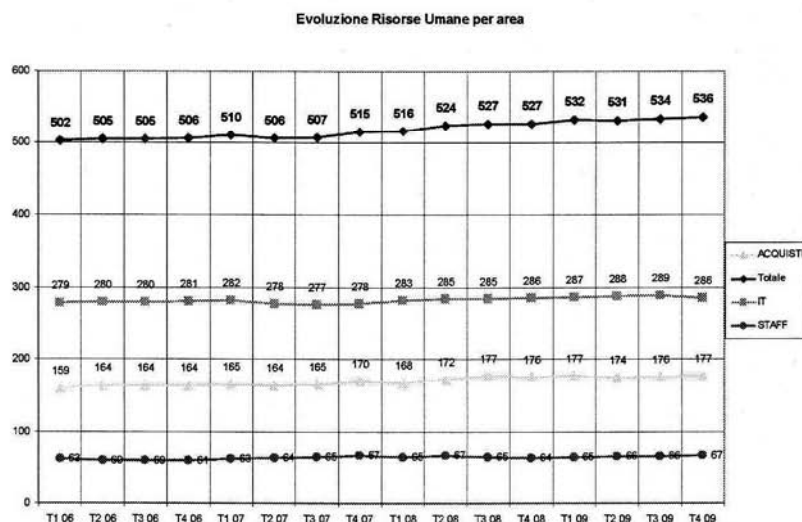 Evoluzione Risorse Umane per area
600
502 505 505 506 510 506 507 515 516 524 527 527 532 531 534 536
500
400
300
279 280 280 281 282 278 277 278 283 285 285 286 287 288 289 286
200
159 164 164 164 165 164 165 170 168 172 177 176 177 174 176 177
100
63 60 60 61 63 64 65 67 65 67 65 64 65 66 66 67
0
T1 06 T2 06 T3 06 T4 06 T1 07 T2 07 T3 07 T4 07 T1 08 T2 08 T3 08 T4 08 T1 09 T2 09 T3 09 T4 09
ACQUISTI
Totale
IT
STAFF